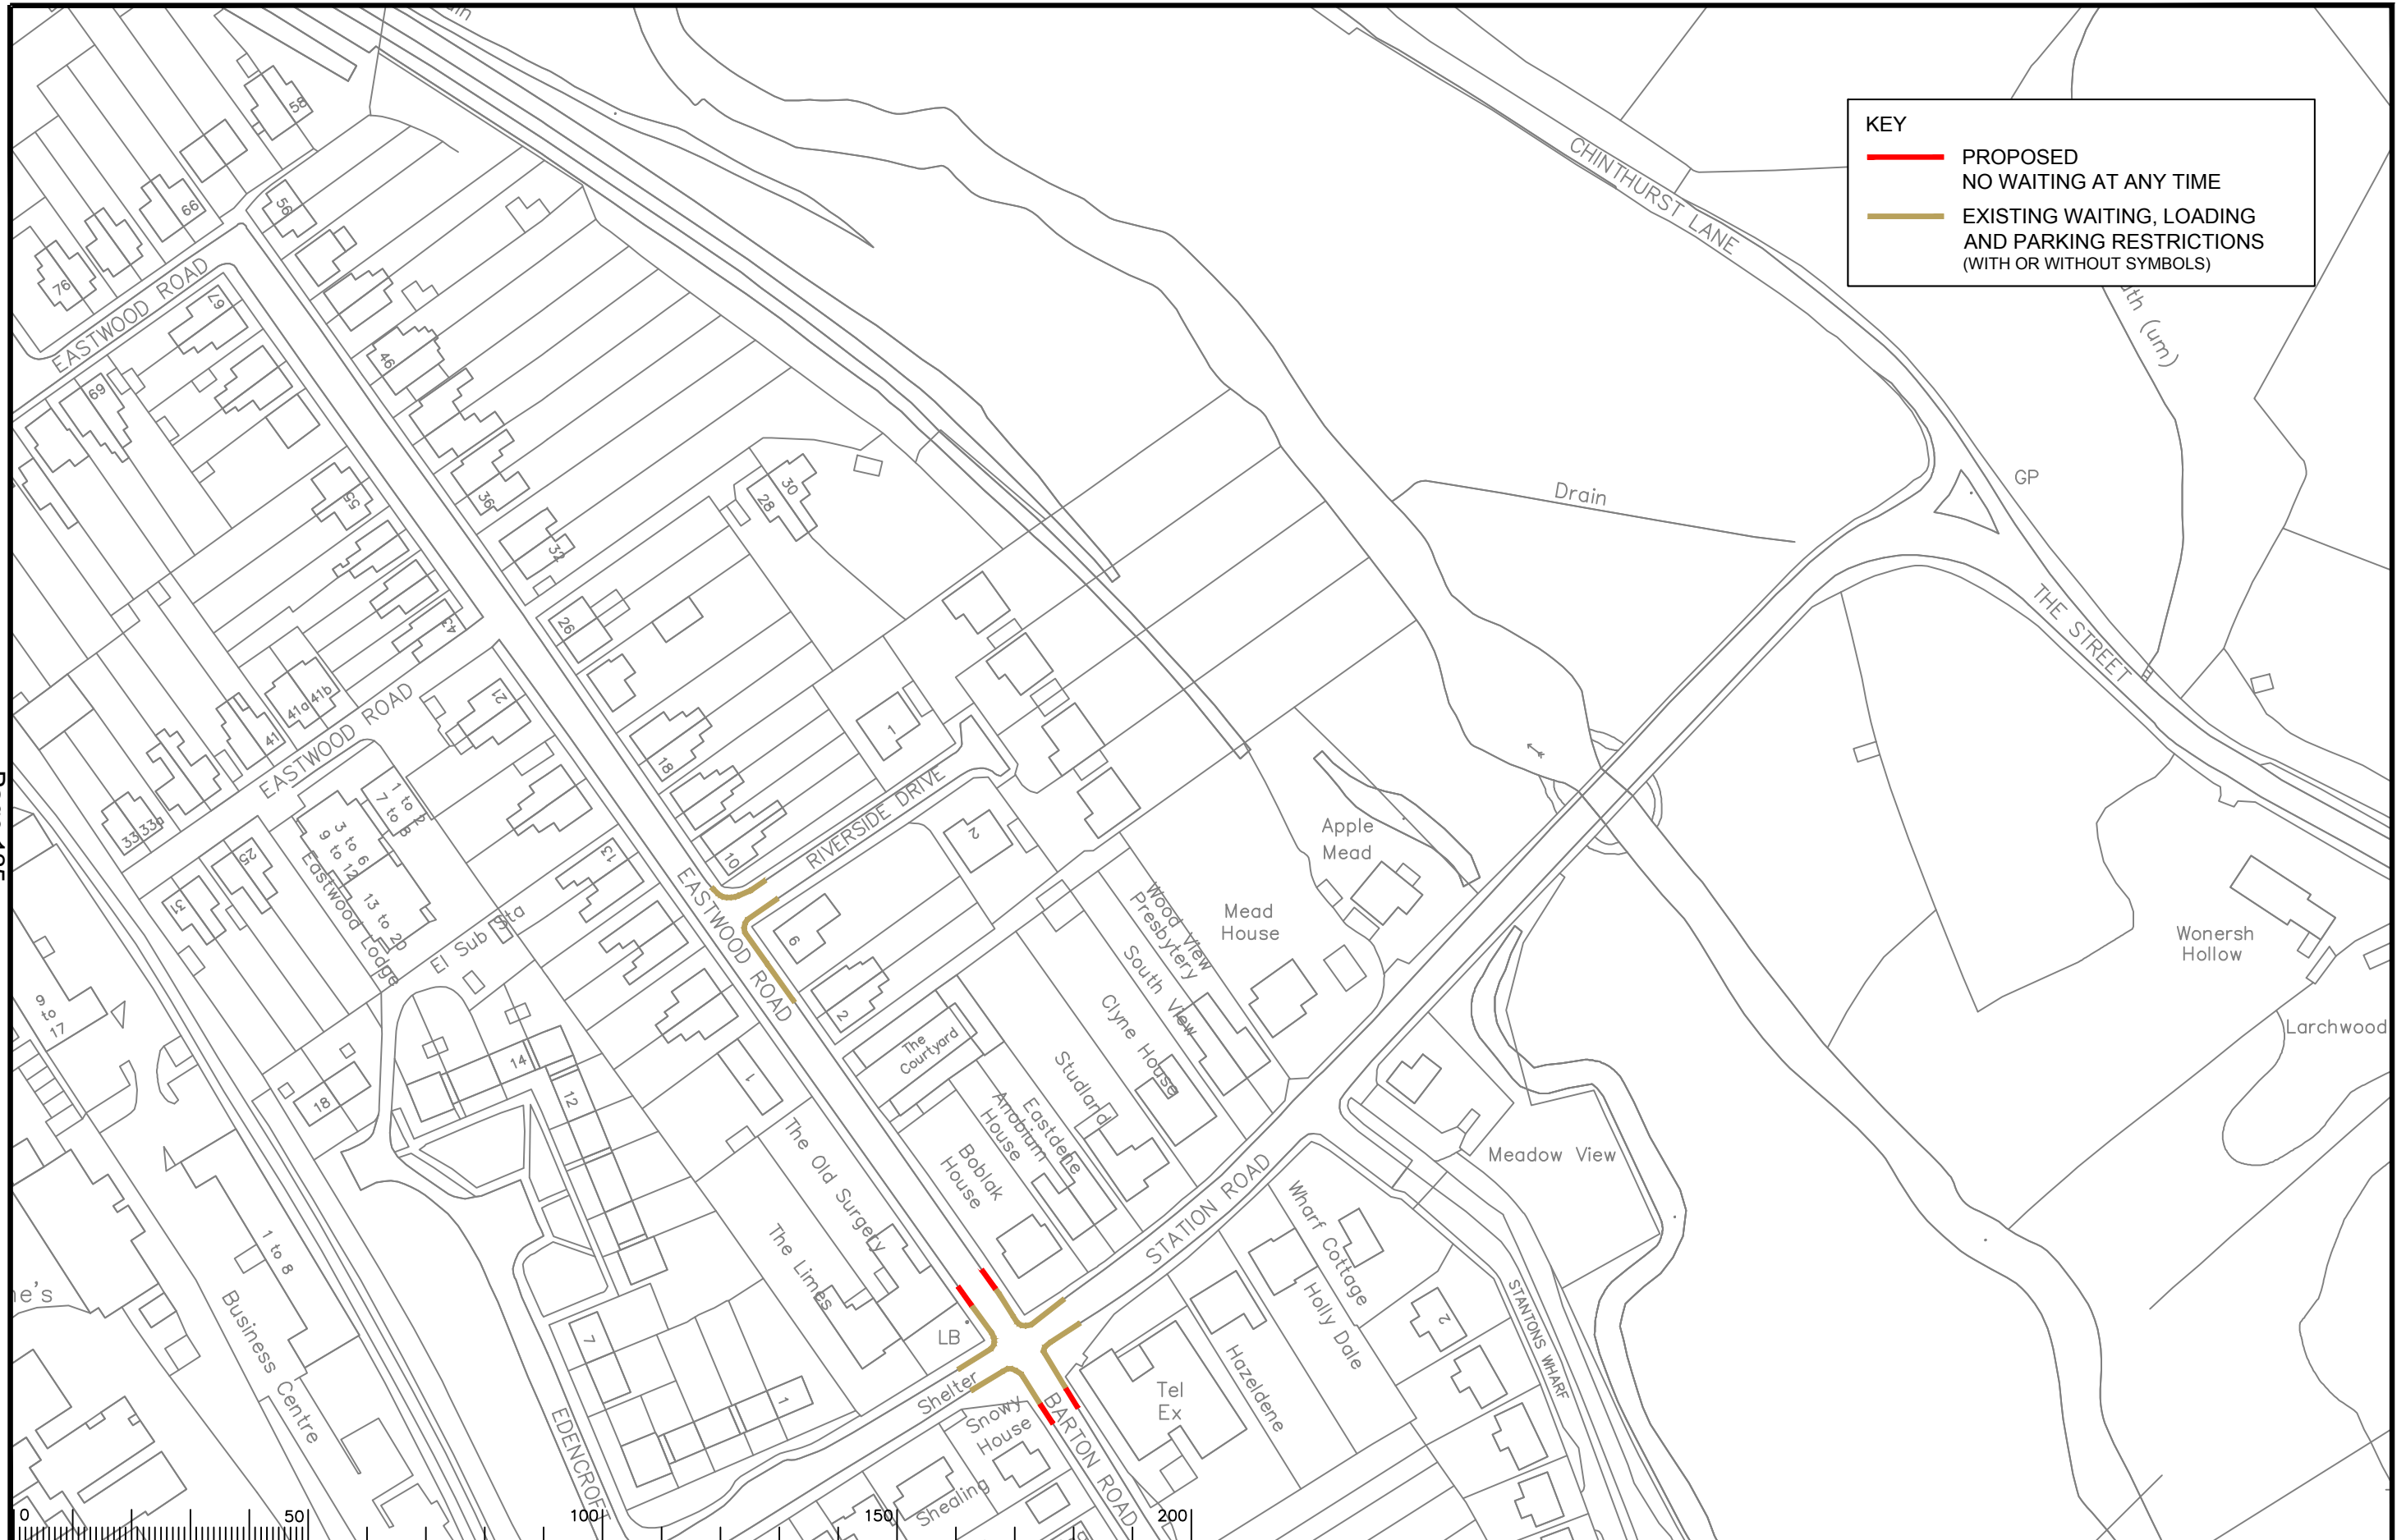 KEY
PROPOSED
NO WAITING AT ANY TIME
EXISTING WAITING, LOADING
AND PARKING RESTRICTIONS
(WITH OR WITHOUT SYMBOLS)
CHINTHURST LANE
(um)
58
66
56
76
EASTWOOD ROAD
67
46
69
GP
Drain
30
28
36
55
32
THE STREET
26
43
41a 41b
21
41
EASTWOOD ROAD
1
18
RIVERSIDE DRIVE
1 to 2
7 to 8
3 to 6
9 to 12
13 to 20
Eastwood Lodge
33
33a
2
Apple
Mead
10
13
25
31
EASTWOOD ROAD
6
El Sub Sta
Wood View
Presbytery
Mead
House
Wonersh
Hollow
South View
Larchwood
2
9 to 17
The
Courtyard
Clyne House
14
12
1
18
Studland
Eastdene
Anobium
House
Boblak
House
Meadow View
The Old Surgery
The Limes
STATION ROAD
Wharf Cottage
Holly Dale
1 to 8
Business Centre
STANTONS WHARF
LB
7
2
Hazeldene
Shelter
Tel
Ex
1
Snowy
House
BARTON ROAD
EDENCROFT
Shealing
0
50
100
150
200